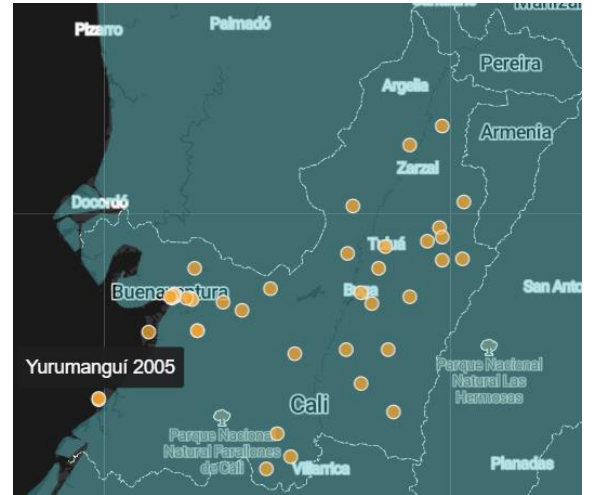 Pizarro
Palmadó
Pereira
Argelia
Armenia
Zarzal
Docordó
Tuluá
Buenaventura
Buga
San Anto
Yurumanguí 2005
Parque Nacional
Natural Las
Hermosas
Cali
Parque Nacional
Natural Farallones
de Cali
Villarrica
Planadas